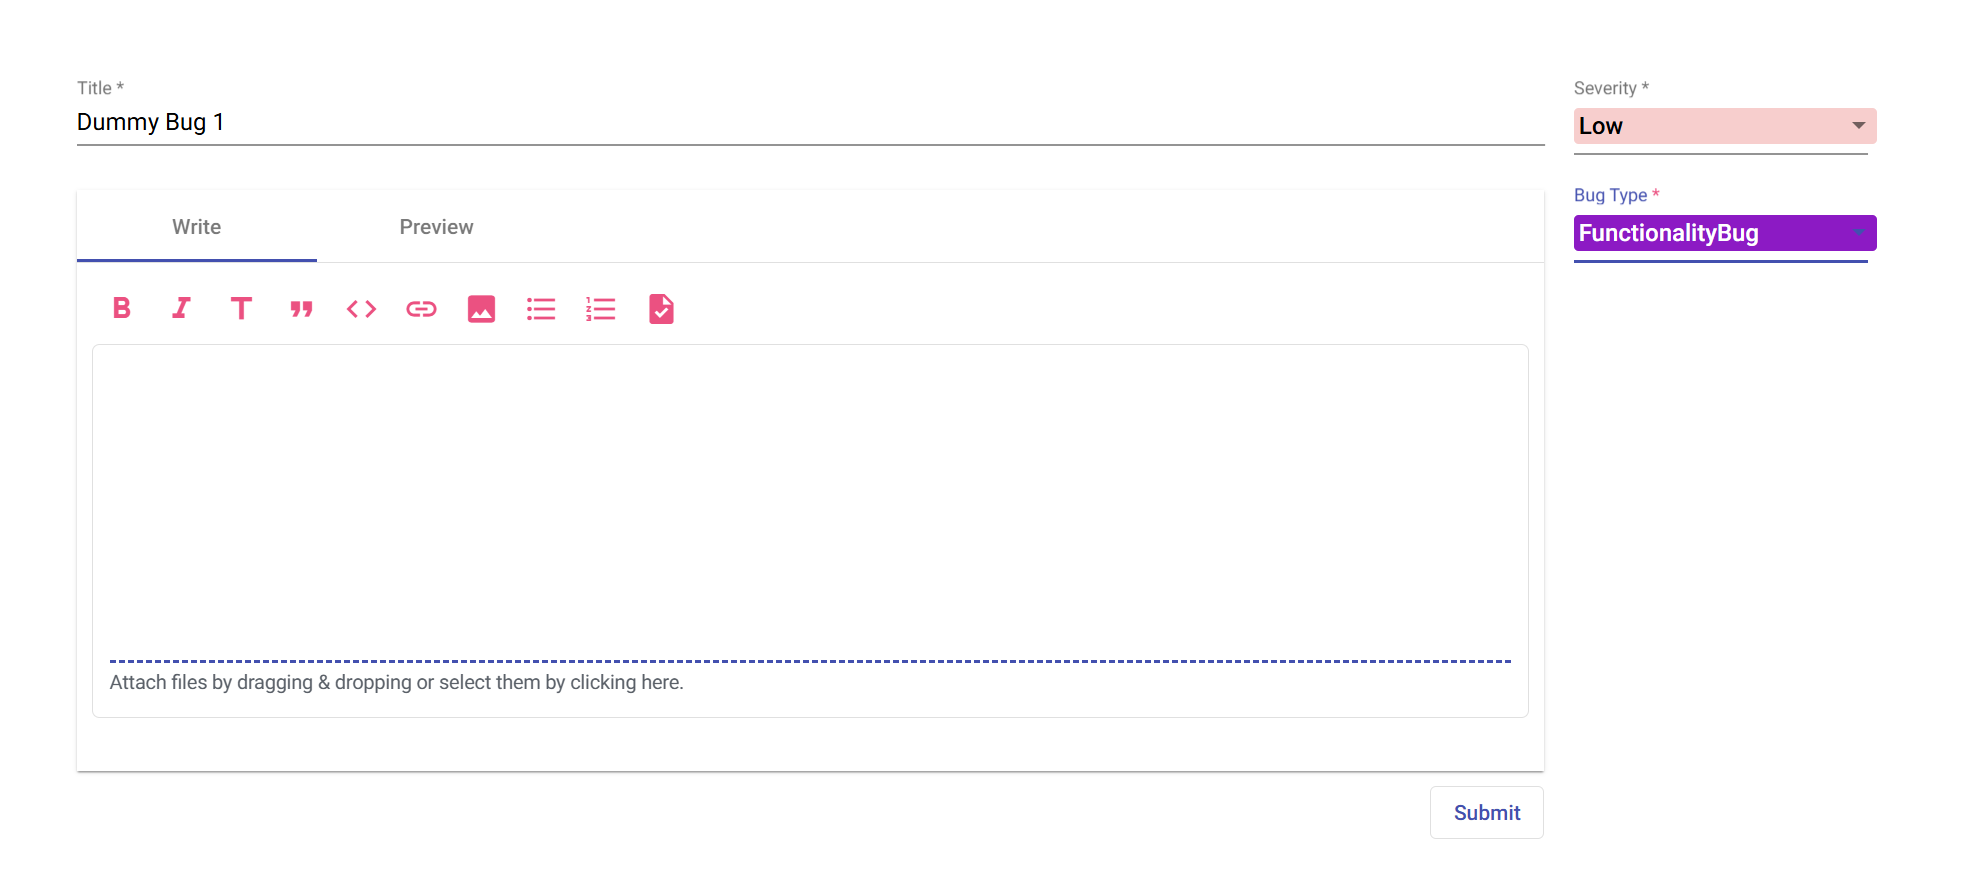 Title *
Dummy Bug 1
Severity *
Low
Bug Type *
FunctionalityBug
Write Preview
Attach files by dragging & dropping or select them by clicking here.
Submit